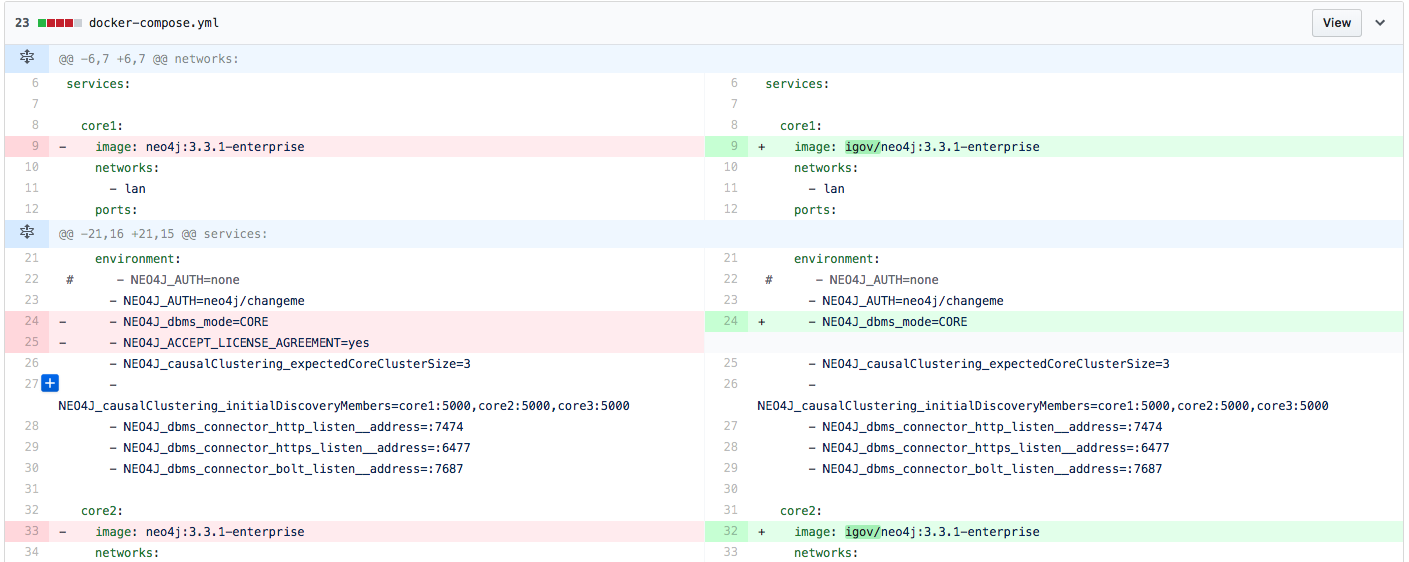 23 docker-compose.yml View
@@ -6,7 +6,7 @@ networks:
6 services: 6 services:
7 7
8 core1: 8 core1:
9 - image: neo4j:3.3.1-enterprise 9 + image: igov/neo4j:3.3.1-enterprise
10 networks: 10 networks:
11 - lan 11 - lan
12 ports: 12 ports:
@@ -21,16 +21,15 @@ services:
21 environment: 21 environment:
22 # - NEO4J_AUTH=none 22 # - NEO4J_AUTH=none
23 - NEO4J_AUTH=neo4j/changeme 23 - NEO4J_AUTH=neo4j/changeme
24 - - NEO4J_dbms_mode=CORE 24 + - NEO4J_dbms_mode=CORE
25 - - NEO4J_ACCEPT_LICENSE_AGREEMENT=yes
26 - NEO4J_causalClustering_expectedCoreClusterSize=3 25 - NEO4J_causalClustering_expectedCoreClusterSize=3
27 + - 26 -
NEO4J_causalClustering_initialDiscoveryMembers=core1:5000,core2:5000,core3:5000 NEO4J_causalClustering_initialDiscoveryMembers=core1:5000,core2:5000,core3:5000
28 - NEO4J_dbms_connector_http_listen__address=:7474 27 - NEO4J_dbms_connector_http_listen__address=:7474
29 - NEO4J_dbms_connector_https_listen__address=:6477 28 - NEO4J_dbms_connector_https_listen__address=:6477
30 - NEO4J_dbms_connector_bolt_listen__address=:7687 29 - NEO4J_dbms_connector_bolt_listen__address=:7687
31 30
32 core2: 31 core2:
33 - image: neo4j:3.3.1-enterprise 32 + image: igov/neo4j:3.3.1-enterprise
34 networks: 33 networks: